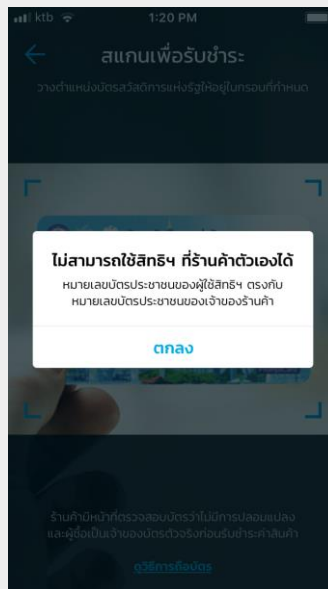 ktb 1:20 PM
สแกนเพื่อรับชำระ
วางตำแหน่งบัตรสวัสดิการแห่งรัฐให้อยู่ในกรอบที่กำหนด
ไม่สามารถใช้สิทธิฯ ที่ร้านค้าตัวเองได้
หมายเลขบัตรประชาชนของผู้ใช้สิทธิฯ ตรงกับ
หมายเลขบัตรประชาชนของเจ้าของร้านค้า
ตกลง
ร้านค้ามีหน้าที่ตรวจสอบบัตรว่าไม่มีการปลอมแปลง
และผู้ซื้อเป็นเจ้าของบัตรตัวจริงก่อนรับชำระค่าสินค้า
ดูวิธีการถือบัตร